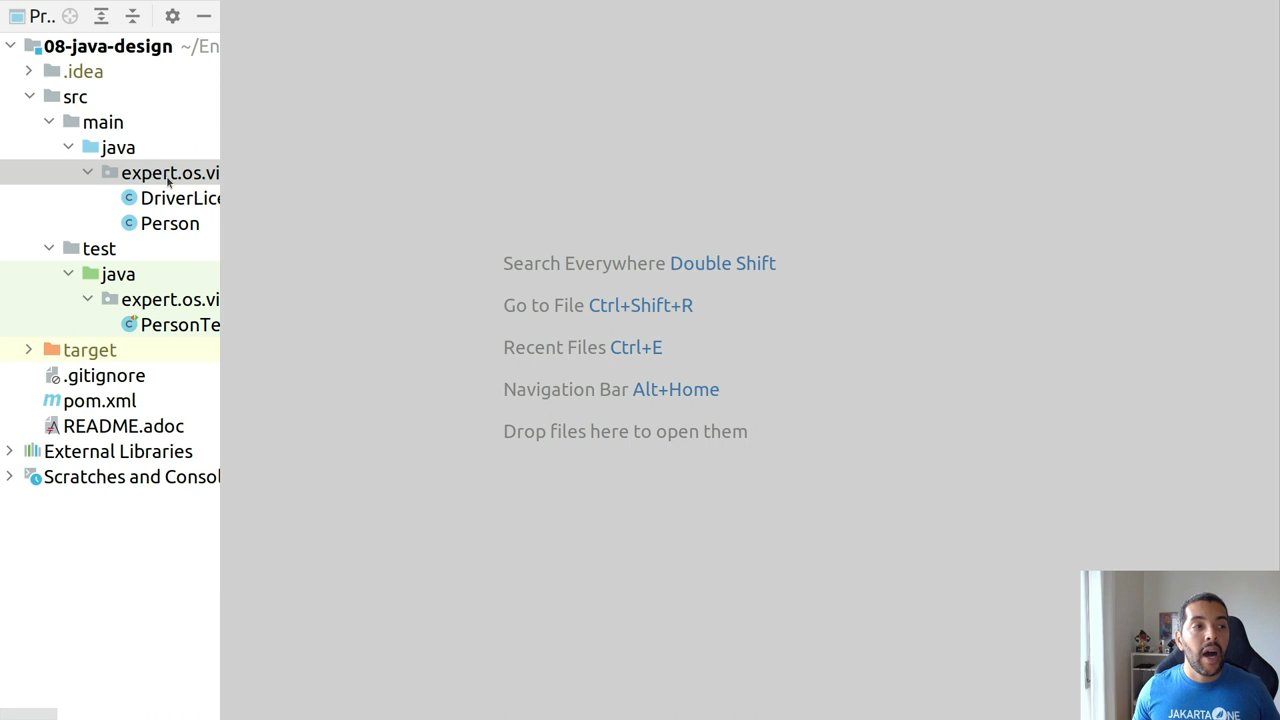 Pr..
08-java-design ~/En
.idea
src
main
java
expert.os.vi
DriverLice
Person
test
java
expert.os.vi
PersonTe
target
.gitignore
pom.xml
README.adoc
External Libraries
Scratches and Consol
Search Everywhere Double Shift
Go to File Ctrl+Shift+R
Recent Files Ctrl+E
Navigation Bar Alt+Home
Drop files here to open them
JAKARTAONE